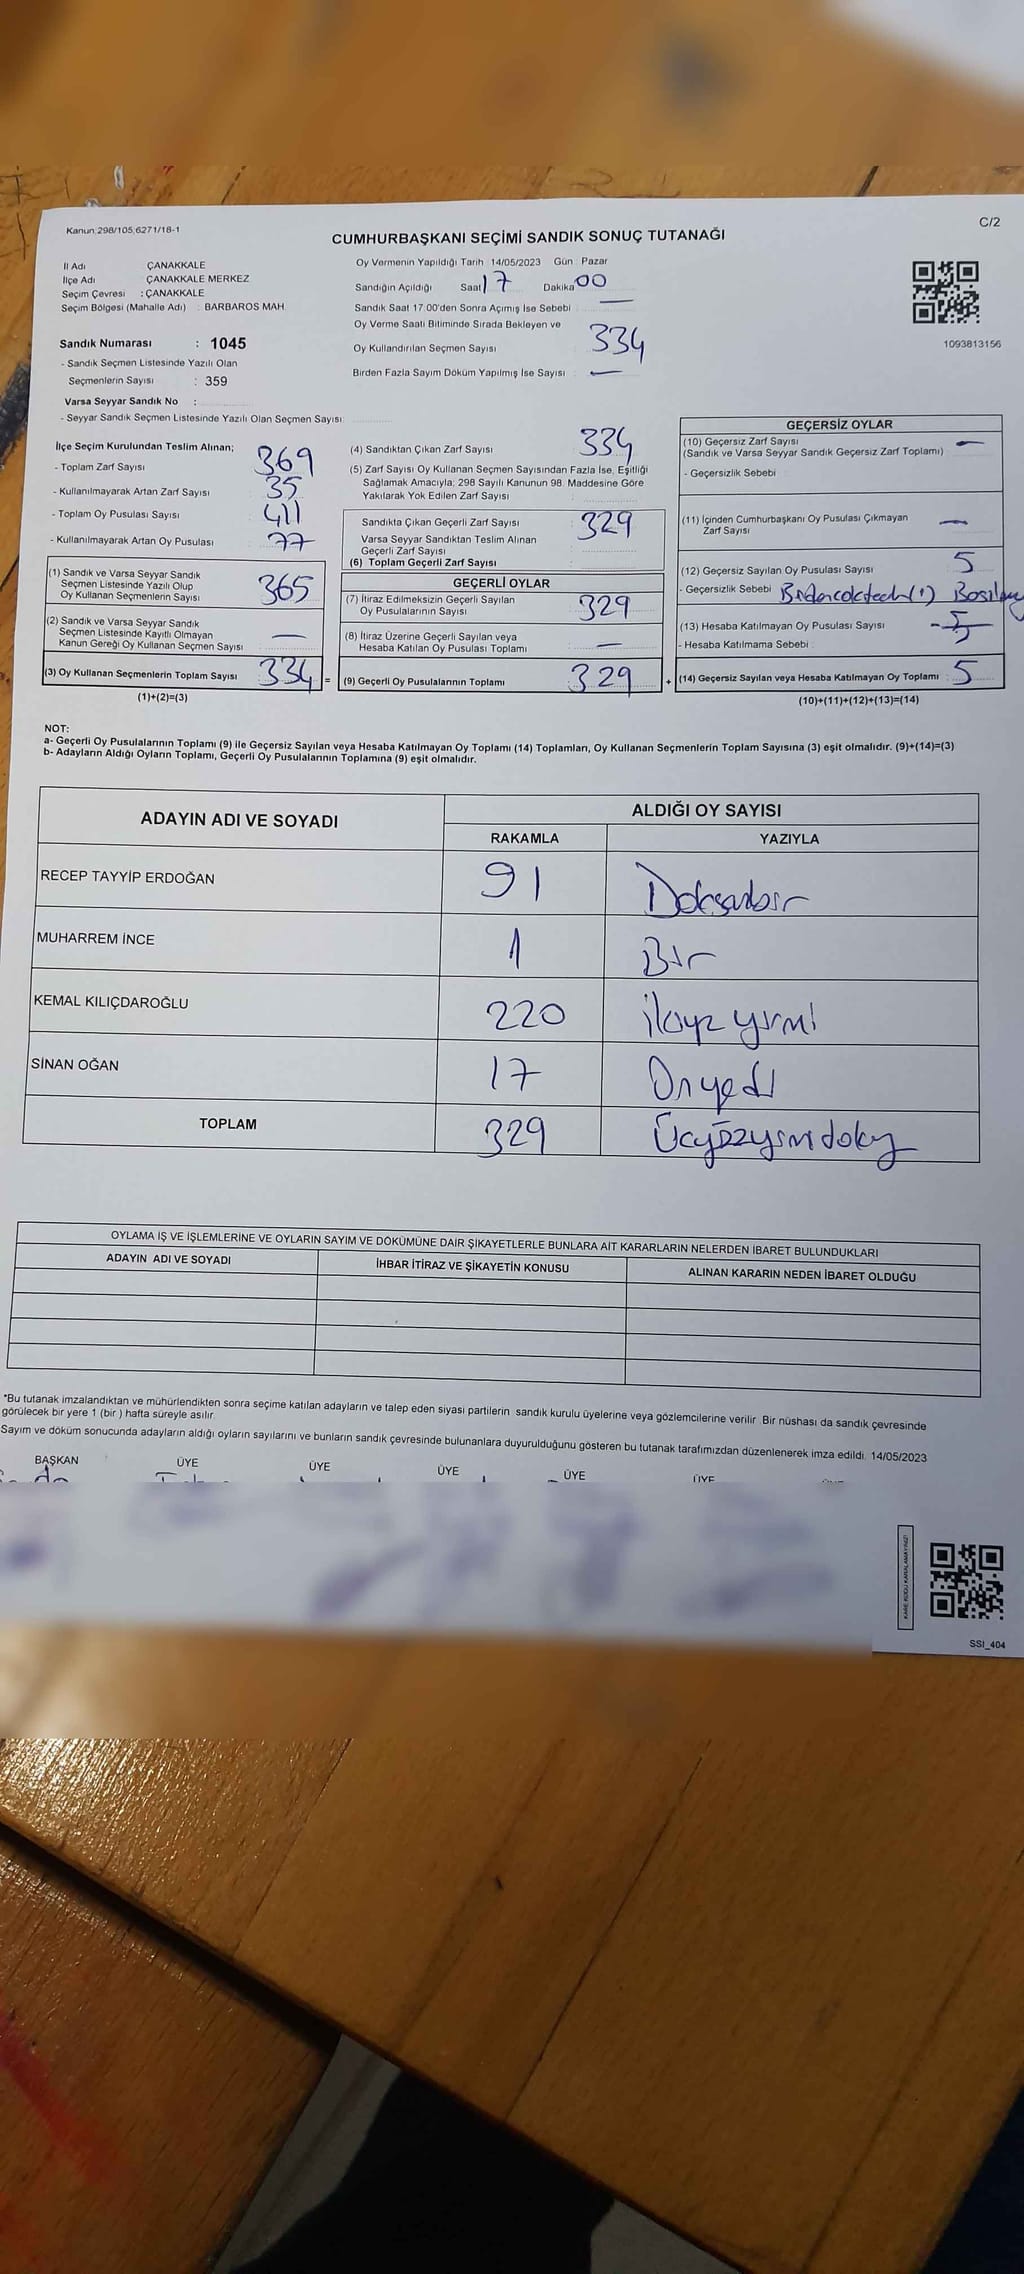 Kanun:298/105,6271/18-1
C/2
CUMHURBAŞKANI SEÇİMİ SANDIK SONUÇ TUTANAĞI
İl Adı ÇANAKKALE
İlçe Adı ÇANAKKALE MERKEZ
Seçim Çevresi : ÇANAKKALE
Seçim Bölgesi (Mahalle Adı) : BARBAROS MAH.
Sandık Numarası : 1045
- Sandık Seçmen Listesinde Yazılı Olan
Seçmenlerin Sayısı : 359
Varsa Seyyar Sandık No :
- Seyyar Sandık Seçmen Listesinde Yazılı Olan Seçmen Sayısı:
Oy Vermenin Yapıldığı Tarih : 14/05/2023 Gün : Pazar
Sandığın Açıldığı Saat 17 Dakika 00
Sandık Saat 17:00'den Sonra Açımış İse Sebebi : —
Oy Verme Saati Bitiminde Sırada Bekleyen ve
Oy Kullandırılan Seçmen Sayısı 334
Birden Fazla Sayım Döküm Yapılmış İse Sayısı : —
1093813156
İlçe Seçim Kurulundan Teslim Alınan;
- Toplam Zarf Sayısı 369
- Kullanılmayarak Artan Zarf Sayısı 35
- Toplam Oy Pusulası Sayısı 411
- Kullanılmayarak Artan Oy Pusulası 77
(1) Sandık ve Varsa Seyyar Sandık
Seçmen Listesinde Yazılı Olup
Oy Kullanan Seçmenlerin Sayısı 365
(2) Sandık ve Varsa Seyyar Sandık
Seçmen Listesinde Kayıtlı Olmayan
Kanun Gereği Oy Kullanan Seçmen Sayısı —
(3) Oy Kullanan Seçmenlerin Toplam Sayısı 334 =
(1)+(2)=(3)
(4) Sandıktan Çıkan Zarf Sayısı 334
(5) Zarf Sayısı Oy Kullanan Seçmen Sayısından Fazla İse, Eşitliği
Sağlamak Amacıyla; 298 Sayılı Kanunun 98. Maddesine Göre
Yakılarak Yok Edilen Zarf Sayısı :
Sandıkta Çıkan Geçerli Zarf Sayısı : 329
Varsa Seyyar Sandıktan Teslim Alınan
Geçerli Zarf Sayısı
(6) Toplam Geçerli Zarf Sayısı :
GEÇERLİ OYLAR
(7) İtiraz Edilmeksizin Geçerli Sayılan
Oy Pusulalarının Sayısı : 329
(8) İtiraz Üzerine Geçerli Sayılan veya
Hesaba Katılan Oy Pusulası Toplamı —
(9) Geçerli Oy Pusulalarının Toplamı 329 +
GEÇERSİZ OYLAR
(10) Geçersiz Zarf Sayısı —
(Sandık ve Varsa Seyyar Sandık Geçersiz Zarf Toplamı)
- Geçersizlik Sebebi
(11) İçinden Cumhurbaşkanı Oy Pusulası Çıkmayan —
Zarf Sayısı
(12) Geçersiz Sayılan Oy Pusulası Sayısı 5
- Geçersizlik Sebebi
(13) Hesaba Katılmayan Oy Pusulası Sayısı
- Hesaba Katılmama Sebebi
(14) Geçersiz Sayılan veya Hesaba Katılmayan Oy Toplamı : 5
(10)+(11)+(12)+(13)=(14)
NOT:
a- Geçerli Oy Pusulalarının Toplamı (9) ile Geçersiz Sayılan veya Hesaba Katılmayan Oy Toplamı (14) Toplamları, Oy Kullanan Seçmenlerin Toplam Sayısına (3) eşit olmalıdır. (9)+(14)=(3)
b- Adayların Aldığı Oyların Toplamı, Geçerli Oy Pusulalarının Toplamına (9) eşit olmalıdır.
ADAYIN ADI VE SOYADI ALDIĞI OY SAYISI
RAKAMLA YAZIYLA
RECEP TAYYİP ERDOĞAN 91 Doksanbir
MUHARREM İNCE 1 Bir
KEMAL KILIÇDAROĞLU 220 ikiyüz yirmi
SİNAN OĞAN 17 Onyedi
TOPLAM 329 Üçyüzyirmidokuz
OYLAMA İŞ VE İŞLEMLERİNE VE OYLARIN SAYIM VE DÖKÜMÜNE DAİR ŞİKAYETLERLE BUNLARA AİT KARARLARIN NELERDEN İBARET BULUNDUKLARI
ADAYIN ADI VE SOYADI İHBAR İTİRAZ VE ŞİKAYETİN KONUSU ALINAN KARARIN NEDEN İBARET OLDUĞU
*Bu tutanak imzalandıktan ve mühürlendikten sonra seçime katılan adayların ve talep eden siyasi partilerin sandık kurulu üyelerine veya gözlemcilerine verilir. Bir nüshası da sandık çevresinde
görülecek bir yere 1 (bir ) hafta süreyle asılır.
Sayım ve döküm sonucunda adayların aldığı oyların sayılarını ve bunların sandık çevresinde bulunanlara duyurulduğunu gösteren bu tutanak tarafımızdan düzenlenerek imza edildi. 14/05/2023
BAŞKAN ÜYE ÜYE ÜYE ÜYE ÜYE
KARE KODU KARALAMAYINIZ!
SSI_404